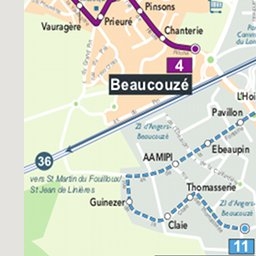 Pinsons
Prieuré
Vauragère
Chanterie
4
Beaucouzé
L'Hoi
Pavillon
ZI d'Angers-
Beaucouzé
Ebeaupin
AAMIPI
36
vers St Martin du Fouilloux/
St Jean de Linières
Thomasserie
Guinezer
ZI d'Angers-
Beaucouzé
Claie
11